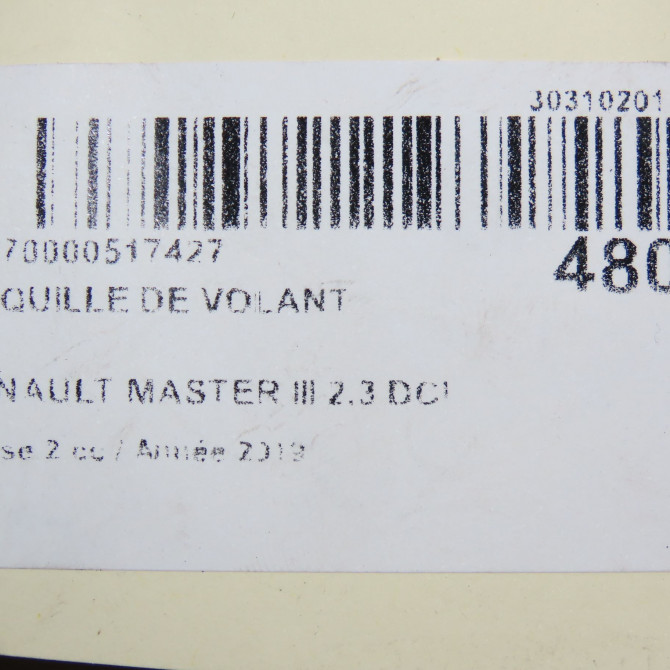 30310201
70000517427
480
QUILLE DE VOLANT
NAULT MASTER III 2.3 DCI
se 2 cc / Année 2019